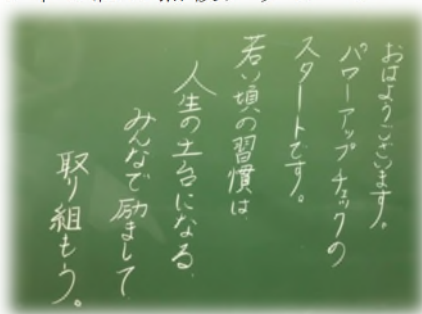 おはようございます。
パワーアップチェックの
スタートです。
若い頃の習慣は
人生の土台になる
みんなで励まして
取り組もう。